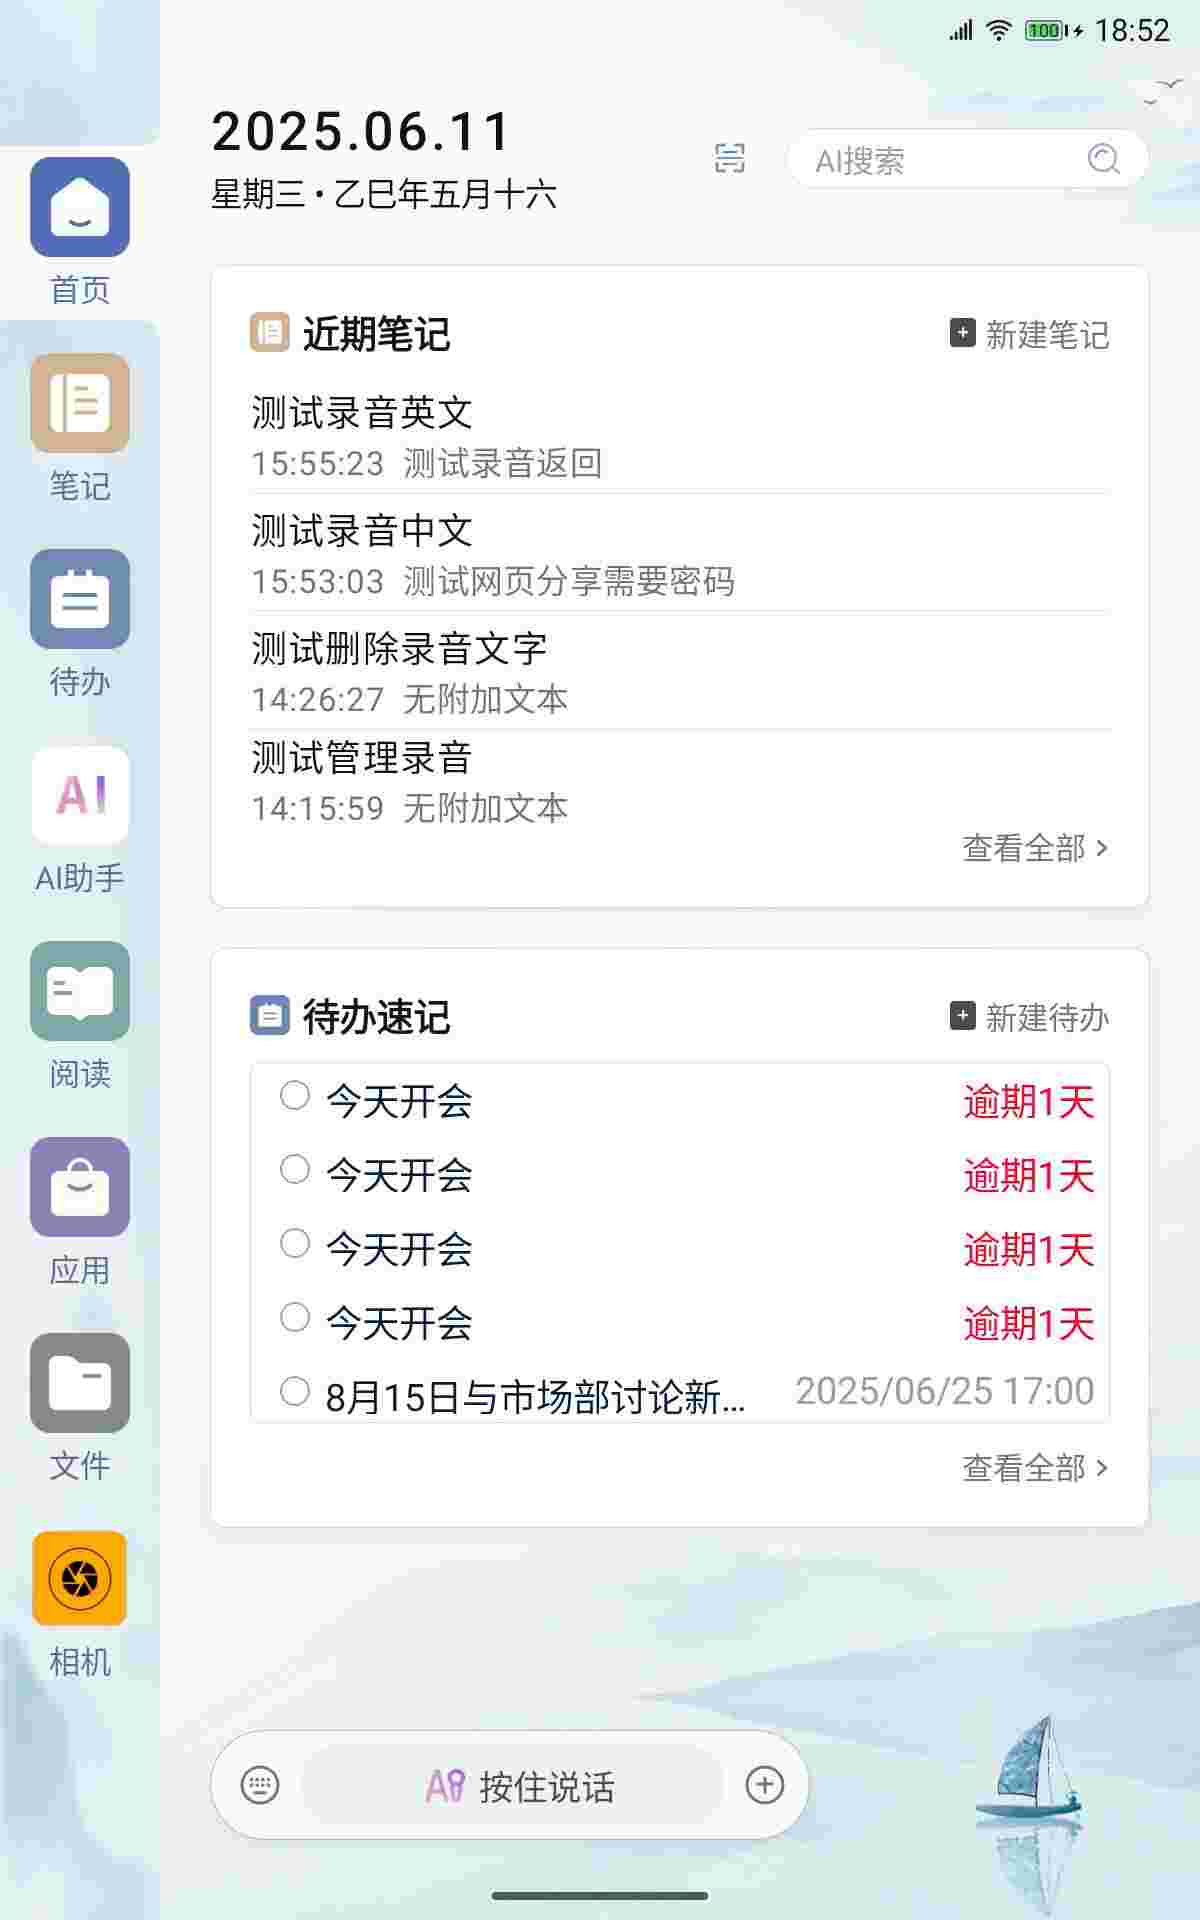 100 18:52
2025.06.11
星期三·乙巳年五月十六
AI搜索
首页
笔记
待办
AI
AI助手
阅读
应用
文件
相机
近期笔记
新建笔记
测试录音英文
15:55:23 测试录音返回
测试录音中文
15:53:03 测试网页分享需要密码
测试删除录音文字
14:26:27 无附加文本
测试管理录音
14:15:59 无附加文本
查看全部 >
待办速记
新建待办
今天开会 逾期1天
今天开会 逾期1天
今天开会 逾期1天
今天开会 逾期1天
8月15日与市场部讨论新... 2025/06/25 17:00
查看全部 >
AI 按住说话